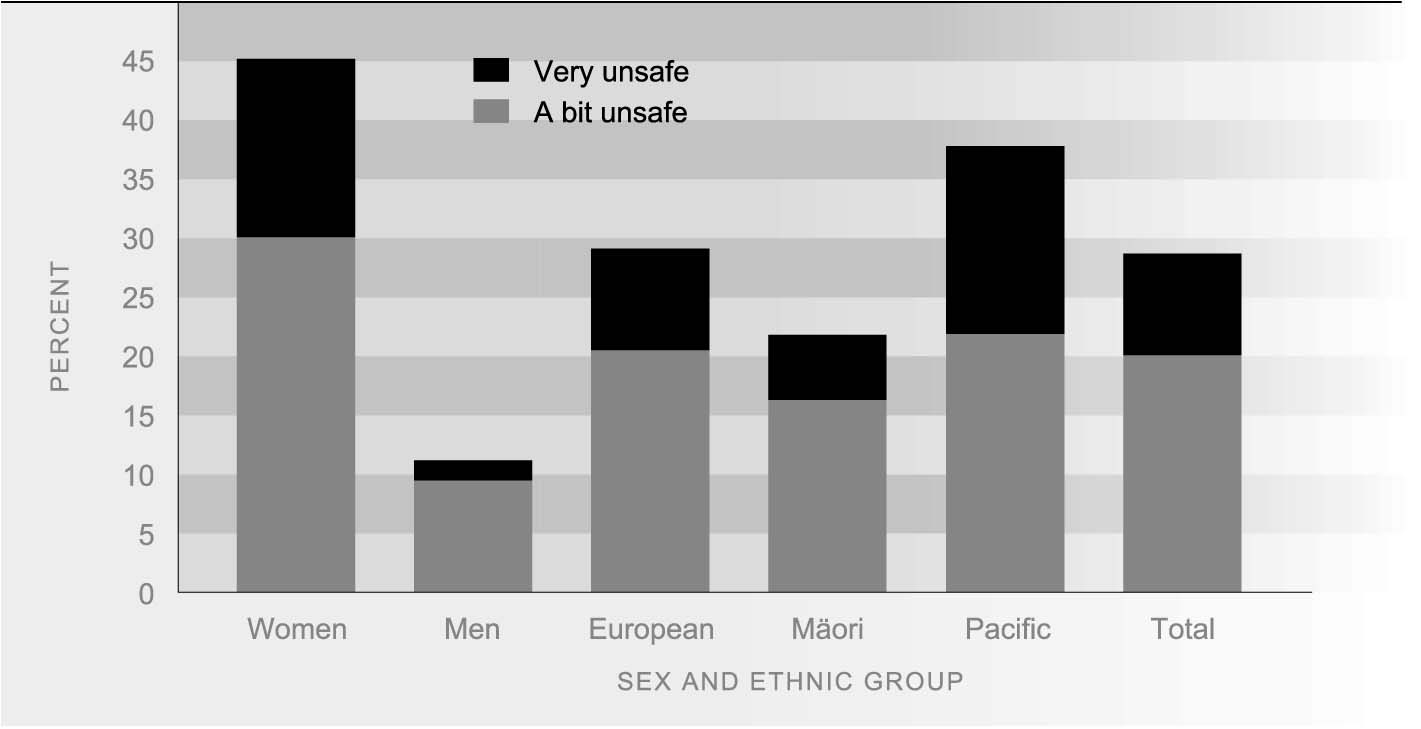 45
Very unsafe
40
A bit unsafe
35
30
25
20
15
10
5
0
PERCENT
Women Men European Mäori Pacific Total
SEX AND ETHNIC GROUP